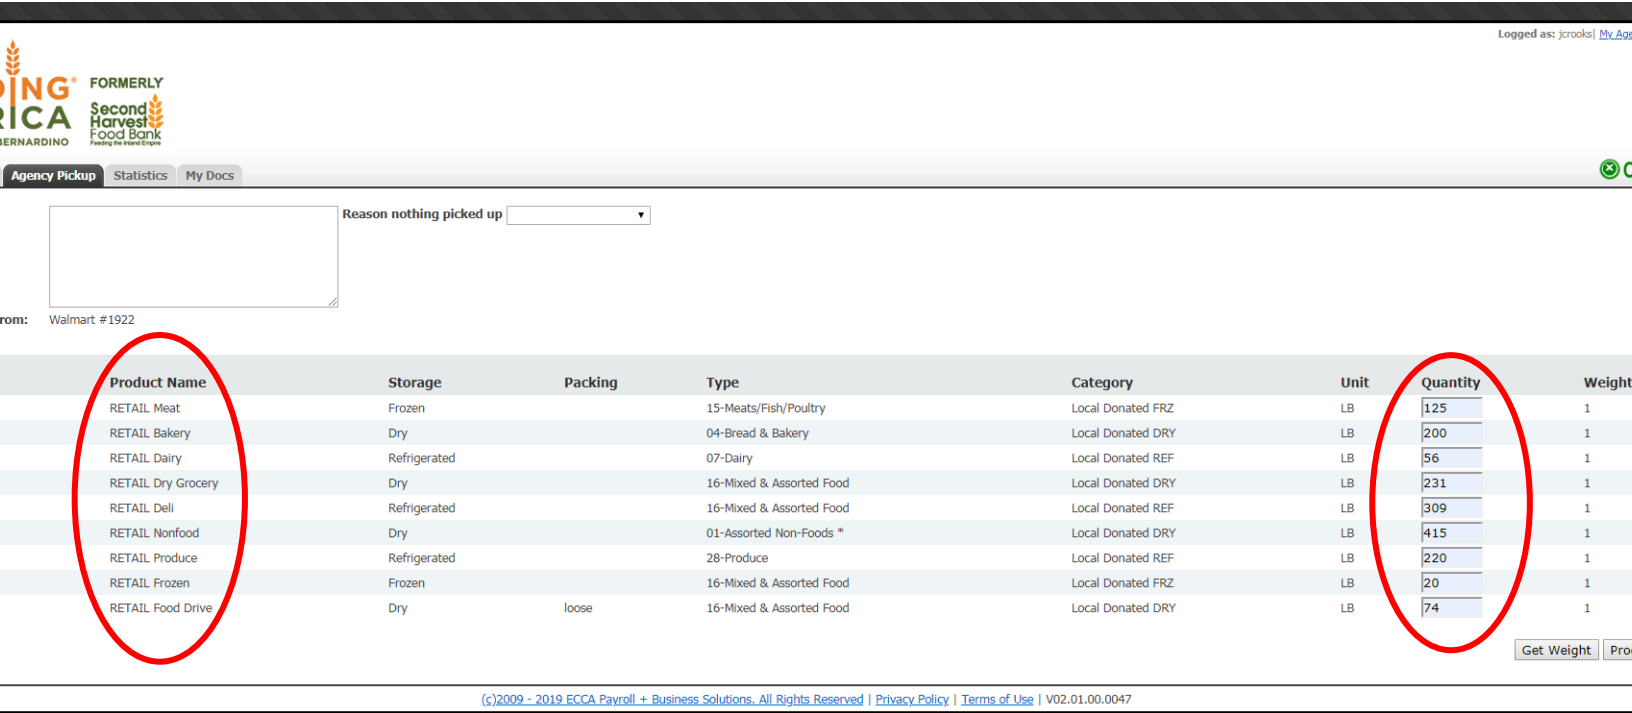 Logged as: jcrooks| My Age
DING® FORMERLY
RICA Second Harvest Food Bank
BERNARDINO Feeding the Inland Empire
Agency Pickup Statistics My Docs
Reason nothing picked up
rom: Walmart #1922
Product Name Storage Packing Type Category Unit Quantity Weight
RETAIL Meat Frozen 15-Meats/Fish/Poultry Local Donated FRZ LB 125 1
RETAIL Bakery Dry 04-Bread & Bakery Local Donated DRY LB 200 1
RETAIL Dairy Refrigerated 07-Dairy Local Donated REF LB 56 1
RETAIL Dry Grocery Dry 16-Mixed & Assorted Food Local Donated DRY LB 231 1
RETAIL Deli Refrigerated 16-Mixed & Assorted Food Local Donated REF LB 309 1
RETAIL Nonfood Dry 01-Assorted Non-Foods * Local Donated DRY LB 415 1
RETAIL Produce Refrigerated 28-Produce Local Donated REF LB 220 1
RETAIL Frozen Frozen 16-Mixed & Assorted Food Local Donated FRZ LB 20 1
RETAIL Food Drive Dry loose 16-Mixed & Assorted Food Local Donated DRY LB 74 1
Get Weight Pro
(c)2009 - 2019 ECCA Payroll + Business Solutions. All Rights Reserved | Privacy Policy | Terms of Use | V02.01.00.0047